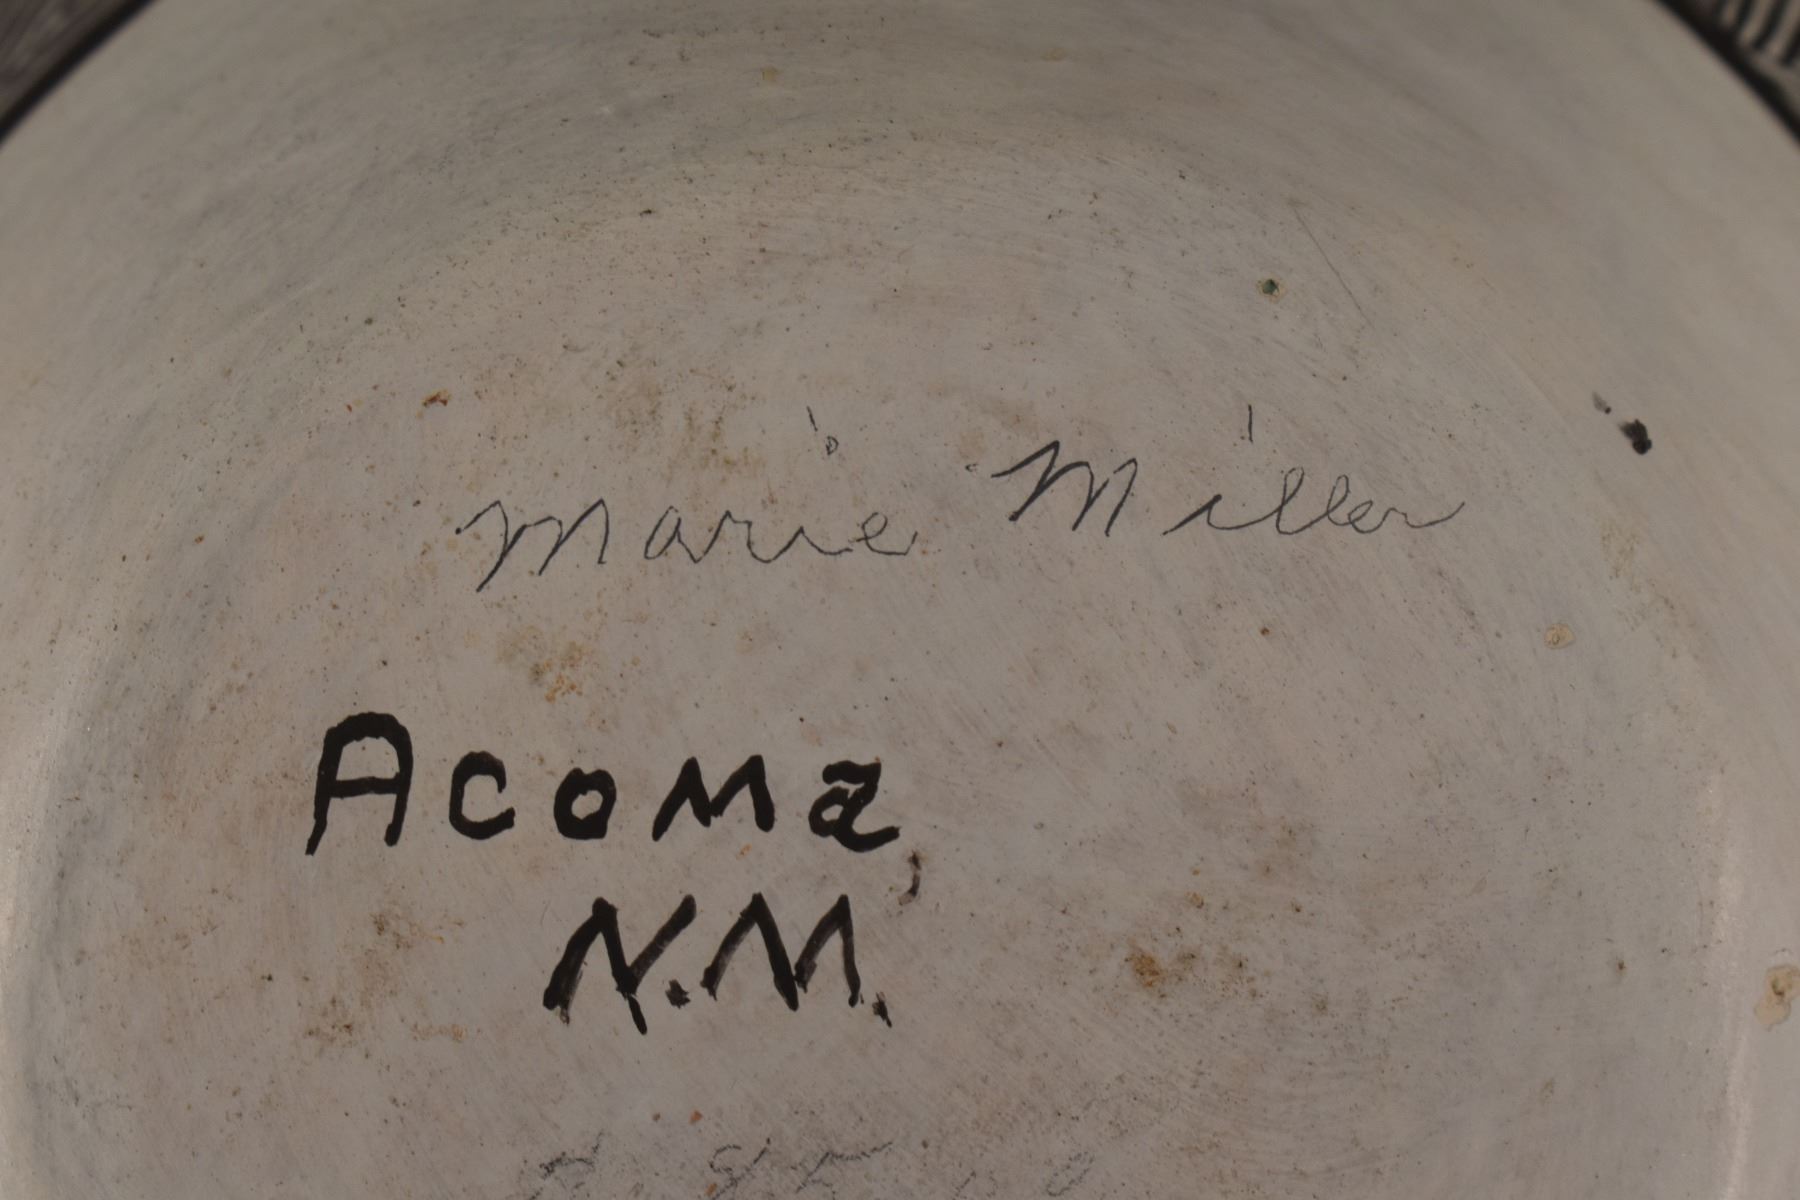 Marie Miller
Acoma,
N.M.